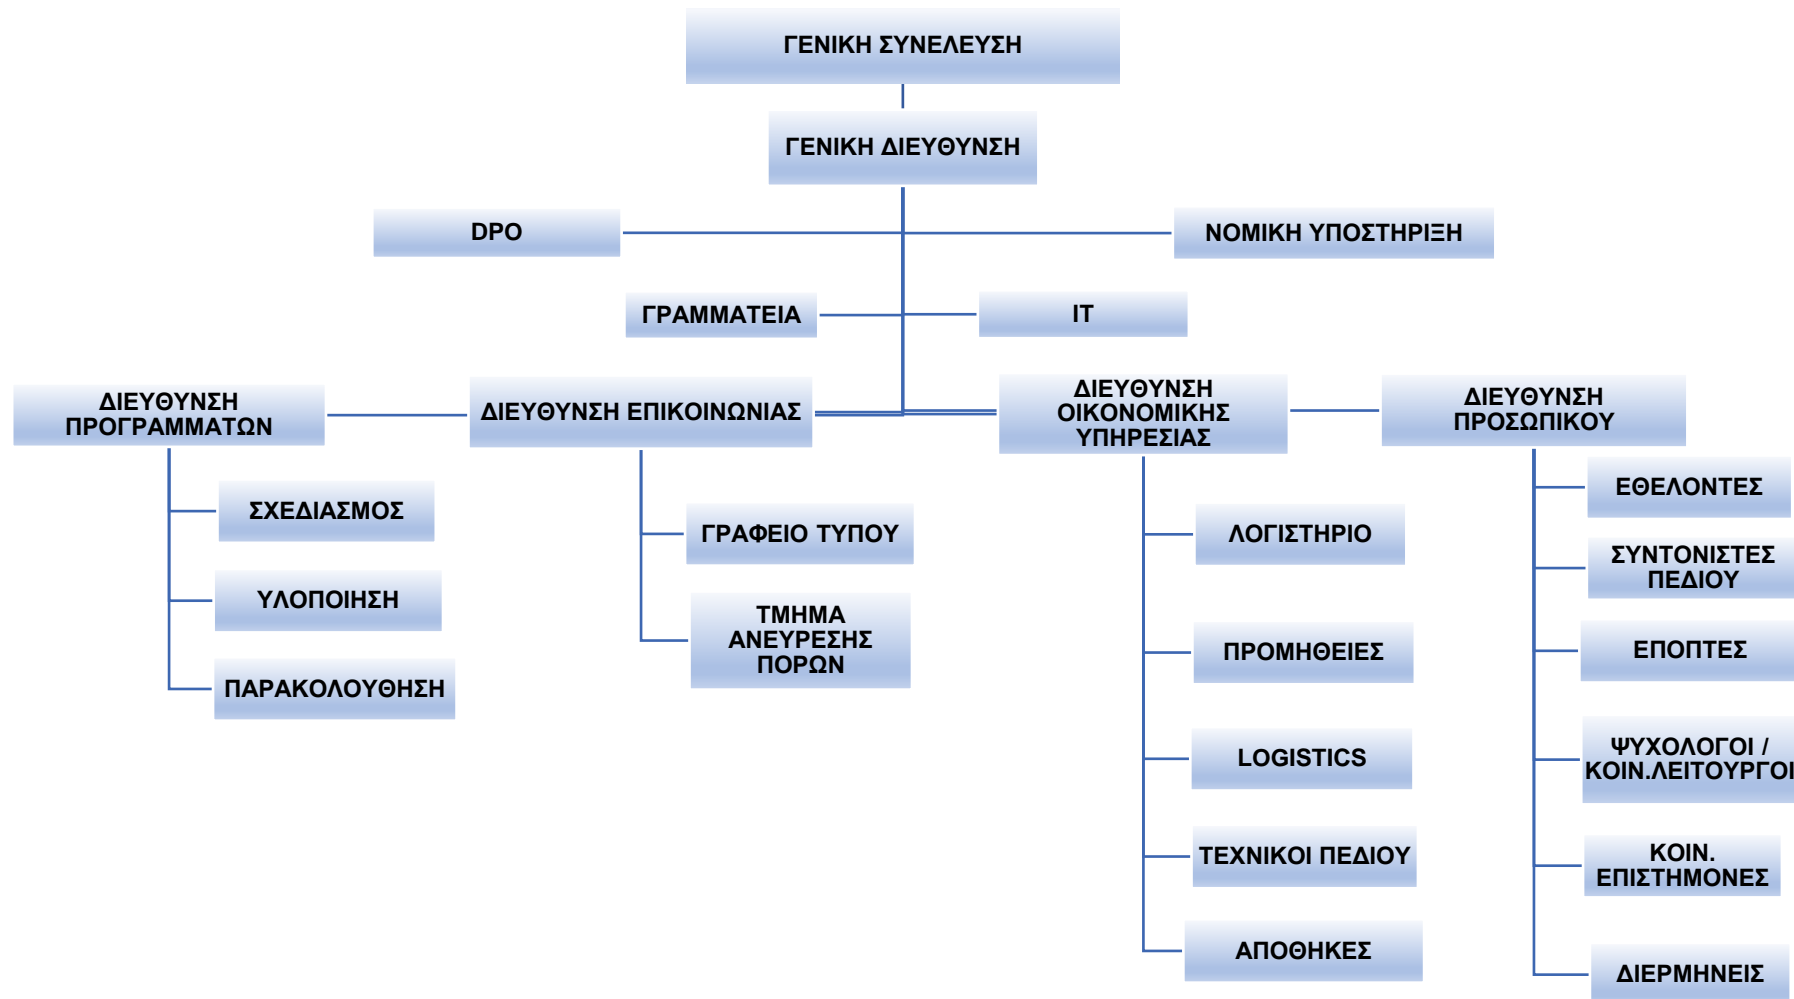 ΓΕΝΙΚΗ ΣΥΝΕΛΕΥΣΗ
ΓΕΝΙΚΗ ΔΙΕΥΘΥΝΣΗ
DPO
ΝΟΜΙΚΗ ΥΠΟΣΤΗΡΙΞΗ
ΓΡΑΜΜΑΤΕΙΑ
IT
ΔΙΕΥΘΥΝΣΗ
ΠΡΟΓΡΑΜΜΑΤΩΝ
ΔΙΕΥΘΥΝΣΗ ΕΠΙΚΟΙΝΩΝΙΑΣ
ΔΙΕΥΘΥΝΣΗ
ΟΙΚΟΝΟΜΙΚΗΣ
ΥΠΗΡΕΣΙΑΣ
ΔΙΕΥΘΥΝΣΗ
ΠΡΟΣΩΠΙΚΟΥ
ΣΧΕΔΙΑΣΜΟΣ
ΥΛΟΠΟΙΗΣΗ
ΠΑΡΑΚΟΛΟΥΘΗΣΗ
ΓΡΑΦΕΙΟ ΤΥΠΟΥ
ΤΜΗΜΑ
ΑΝΕΥΡΕΣΗΣ
ΠΟΡΩΝ
ΛΟΓΙΣΤΗΡΙΟ
ΠΡΟΜΗΘΕΙΕΣ
LOGISTICS
ΤΕΧΝΙΚΟΙ ΠΕΔΙΟΥ
ΑΠΟΘΗΚΕΣ
ΕΘΕΛΟΝΤΕΣ
ΣΥΝΤΟΝΙΣΤΕΣ
ΠΕΔΙΟΥ
ΕΠΟΠΤΕΣ
ΨΥΧΟΛΟΓΟΙ /
ΚΟΙΝ.ΛΕΙΤΟΥΡΓΟΙ
ΚΟΙΝ.
ΕΠΙΣΤΗΜΟΝΕΣ
ΔΙΕΡΜΗΝΕΙΣ